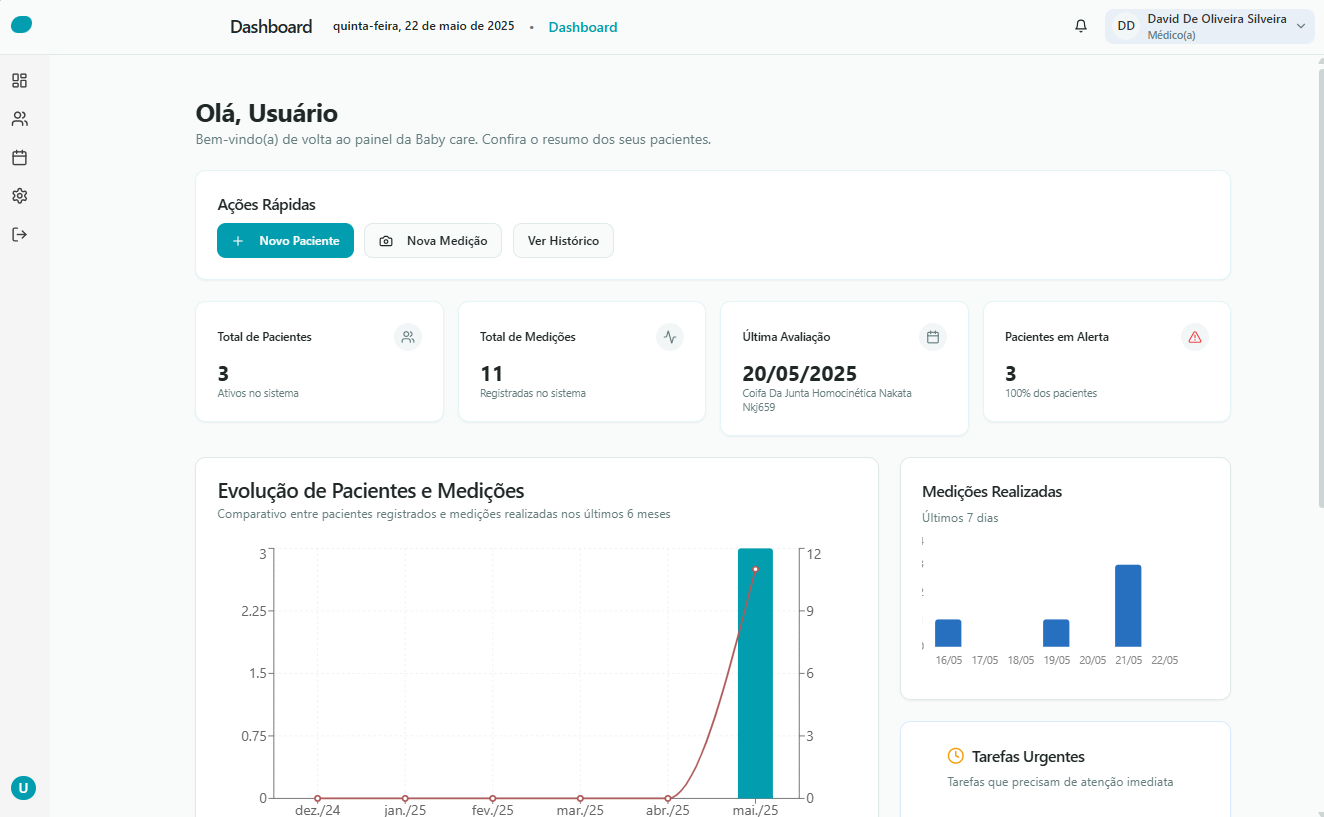 Dashboard quinta-feira, 22 de maio de 2025 • Dashboard
DD David De Oliveira Silveira
Médico(a)
Olá, Usuário
Bem-vindo(a) de volta ao painel da Baby care. Confira o resumo dos seus pacientes.
Ações Rápidas
Novo Paciente Nova Medição Ver Histórico
Total de Pacientes
3
Ativos no sistema
Total de Medições
11
Registradas no sistema
Última Avaliação
20/05/2025
Coifa Da Junta Homocinética Nakata
Nkj659
Pacientes em Alerta
3
100% dos pacientes
Evolução de Pacientes e Medições
Comparativo entre pacientes registrados e medições realizadas nos últimos 6 meses
3 12
2.25 9
1.5 6
0.75 3
0 0
dez./24 jan./25 fev./25 mar./25 abr./25 mai./25
Medições Realizadas
Últimos 7 dias
16/05 17/05 18/05 19/05 20/05 21/05 22/05
Tarefas Urgentes
Tarefas que precisam de atenção imediata
U